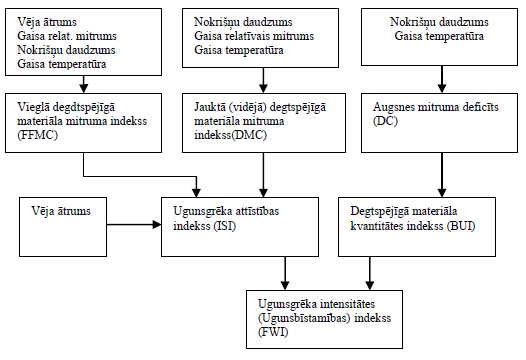 Vēja ātrums
Gaisa relat. mitrums
Nokrišņu daudzums
Gaisa temperatūra
Nokrišņu daudzums
Gaisa relatīvais mitrums
Gaisa temperatūra
Nokrišņu daudzums
Gaisa temperatūra
Vieglā degdtspējīgā
materiāla mitruma indekss
(FFMC)
Jauktā (vidējā) degtspējīgā
materiāla mitruma
indekss(DMC)
Augsnes mitruma deficīts
(DC)
Vēja ātrums
Ugunsgrēka attīstības
indekss (ISI)
Degtspējīgā materiāla
kvantitātes indekss (BUI)
Ugunsgrēka intensitātes
(Ugunsbīstamības) indekss
(FWI)